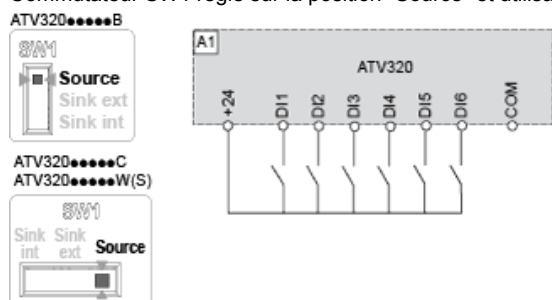 Commutateur SW1 réglé sur la position "Source" et utilis
ATV320●●●●●B
SW1
Source
Sink ext
Sink int
ATV320●●●●●C
ATV320●●●●●W(S)
SW1
Sink int
Sink ext
Source
A1
ATV320
+24
DI1
DI2
DI3
DI4
DI5
DI6
COM